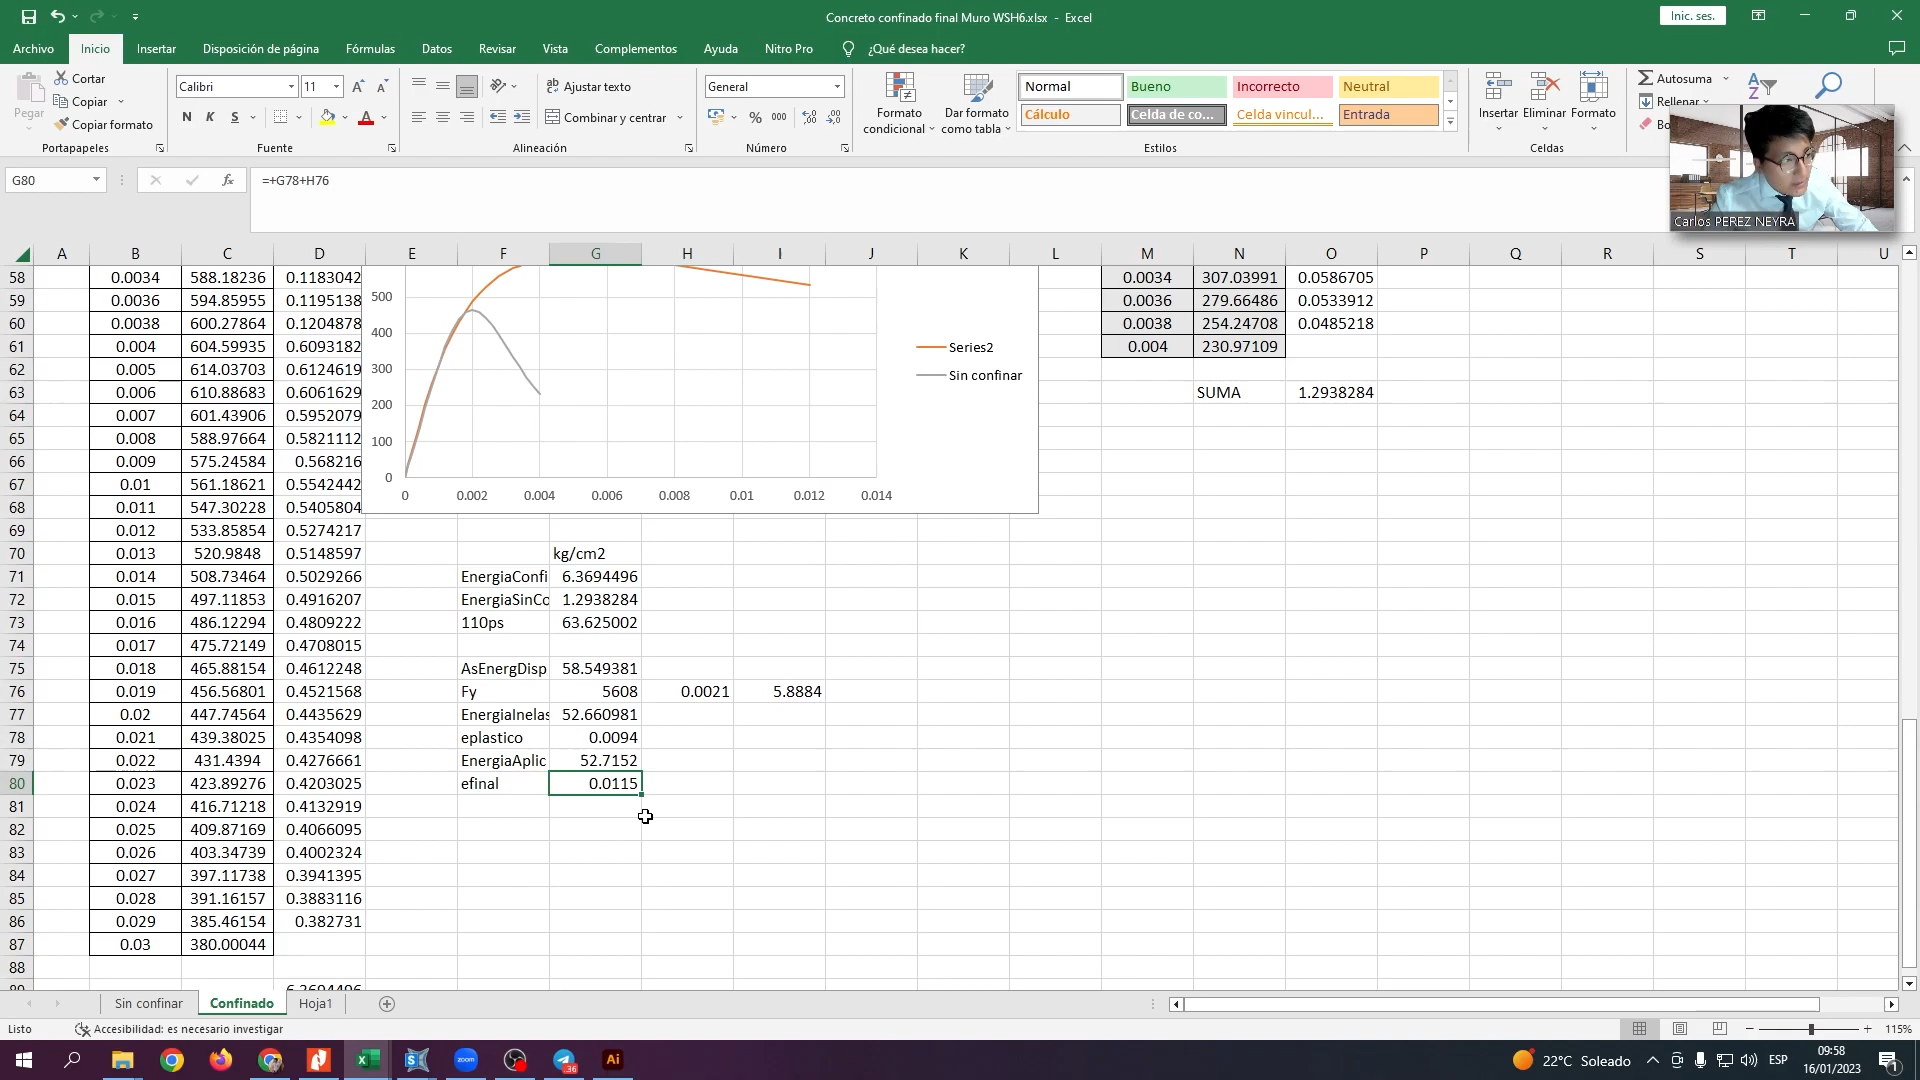 Concreto confinado final Muro WSH6.xlsx - Excel
Inic. ses.
Archivo Inicio Insertar Disposición de página Fórmulas Datos Revisar Vista Complementos Ayuda Nitro Pro ¿Qué desea hacer?
Pegar
Cortar
Copiar
Copiar formato
Portapapeles
Calibri 11
N K S
Fuente
Ajustar texto
Combinar y centrar
Alineación
General
% 000
Número
Formato condicional
Dar formato como tabla
Normal Bueno Incorrecto Neutral
Cálculo Celda de co... Celda vincul... Entrada
Estilos
Insertar Eliminar Formato
Celdas
Autosuma
Rellenar
Bo
Carlos PEREZ NEYRA
G80 fx =+G78+H76
A B C D E F G H I J K L M N O P Q R S T U
58 0.0034 588.18236 0.1183042 0.0034 307.03991 0.0586705
59 0.0036 594.85955 0.1195138 0.0036 279.66486 0.0533912
60 0.0038 600.27864 0.1204878 0.0038 254.24708 0.0485218
61 0.004 604.59935 0.6093182 0.004 230.97109
62 0.005 614.03703 0.6124619
63 0.006 610.88683 0.6061629 SUMA 1.2938284
64 0.007 601.43906 0.5952079
65 0.008 588.97664 0.5821112
66 0.009 575.24584 0.568216
67 0.01 561.18621 0.5542442
68 0.011 547.30228 0.5405804
69 0.012 533.85854 0.5274217
70 0.013 520.9848 0.5148597 kg/cm2
71 0.014 508.73464 0.5029266 EnergiaConfi 6.3694496
72 0.015 497.11853 0.4916207 EnergiaSinCo 1.2938284
73 0.016 486.12294 0.4809222 110ps 63.625002
74 0.017 475.72149 0.4708015
75 0.018 465.88154 0.4612248 AsEnergDisp 58.549381
76 0.019 456.56801 0.4521568 Fy 5608 0.0021 5.8884
77 0.02 447.74564 0.4435629 EnergiaInelas 52.660981
78 0.021 439.38025 0.4354098 eplastico 0.0094
79 0.022 431.4394 0.4276661 EnergiaAplic 52.7152
80 0.023 423.89276 0.4203025 efinal 0.0115
81 0.024 416.71218 0.4132919
82 0.025 409.87169 0.4066095
83 0.026 403.34739 0.4002324
84 0.027 397.11738 0.3941395
85 0.028 391.16157 0.3883116
86 0.029 385.46154 0.382731
87 0.03 380.00044
88
500
400
300
200
100
0
0 0.002 0.004 0.006 0.008 0.01 0.012 0.014
Series2
Sin confinar
Sin confinar Confinado Hoja1
Listo Accesibilidad: es necesario investigar 115%
22°C Soleado ESP 09:58
16/01/2023